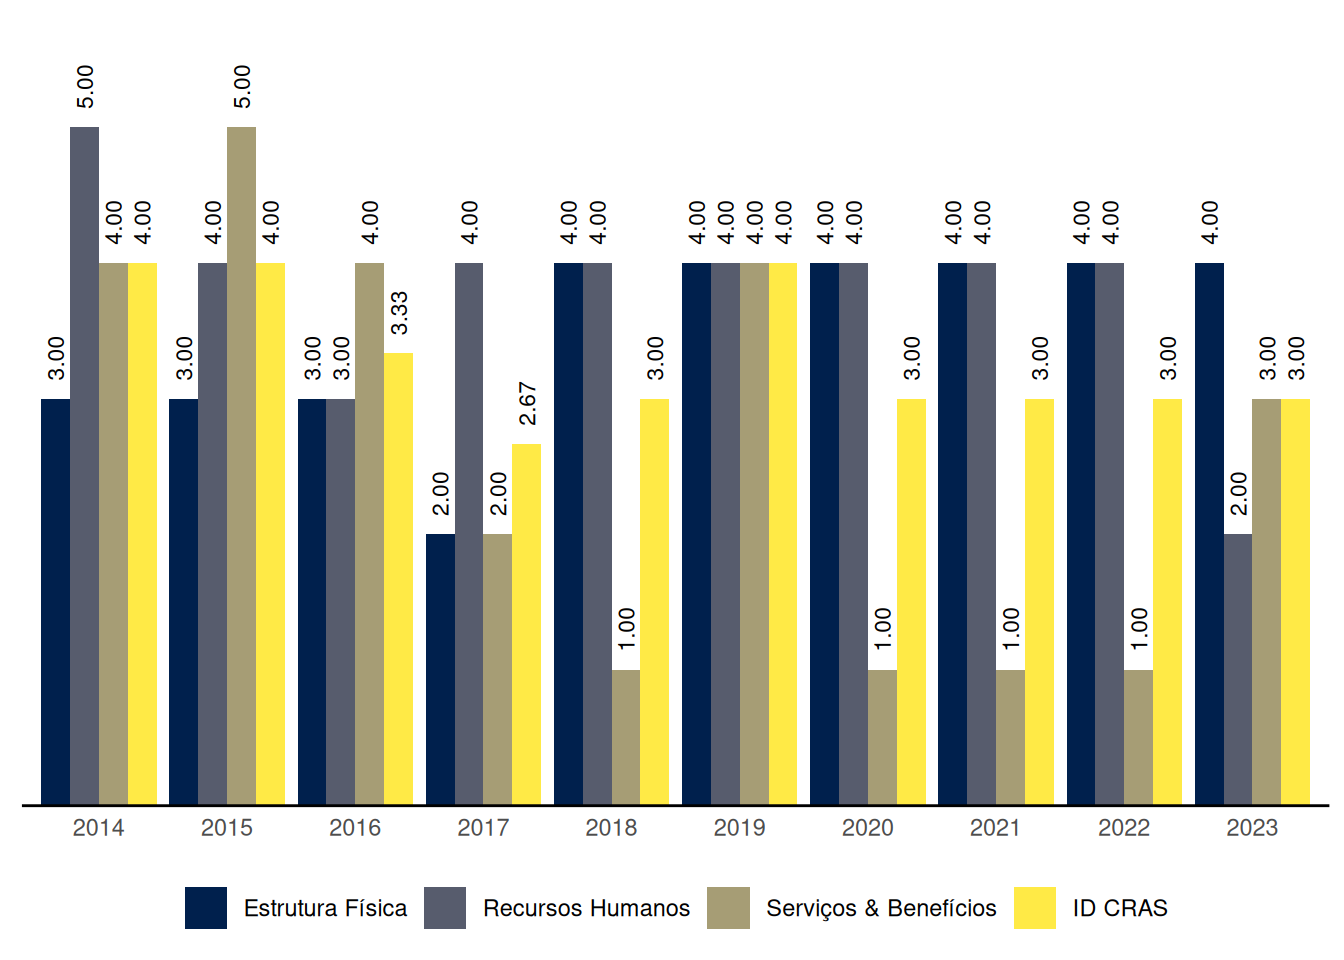 5.00 5.00
4.00 4.00 4.00 4.00 4.00 4.00 4.00 4.00 4.00 4.00 4.00 4.00 4.00 4.00 4.00 4.00 4.00 4.00 4.00
3.33
3.00 3.00 3.00 3.00 3.00 3.00 3.00 3.00 3.00 3.00
2.67
2.00 2.00 2.00
1.00 1.00 1.00 1.00
2014 2015 2016 2017 2018 2019 2020 2021 2022 2023
Estrutura Física Recursos Humanos Serviços & Benefícios ID CRAS